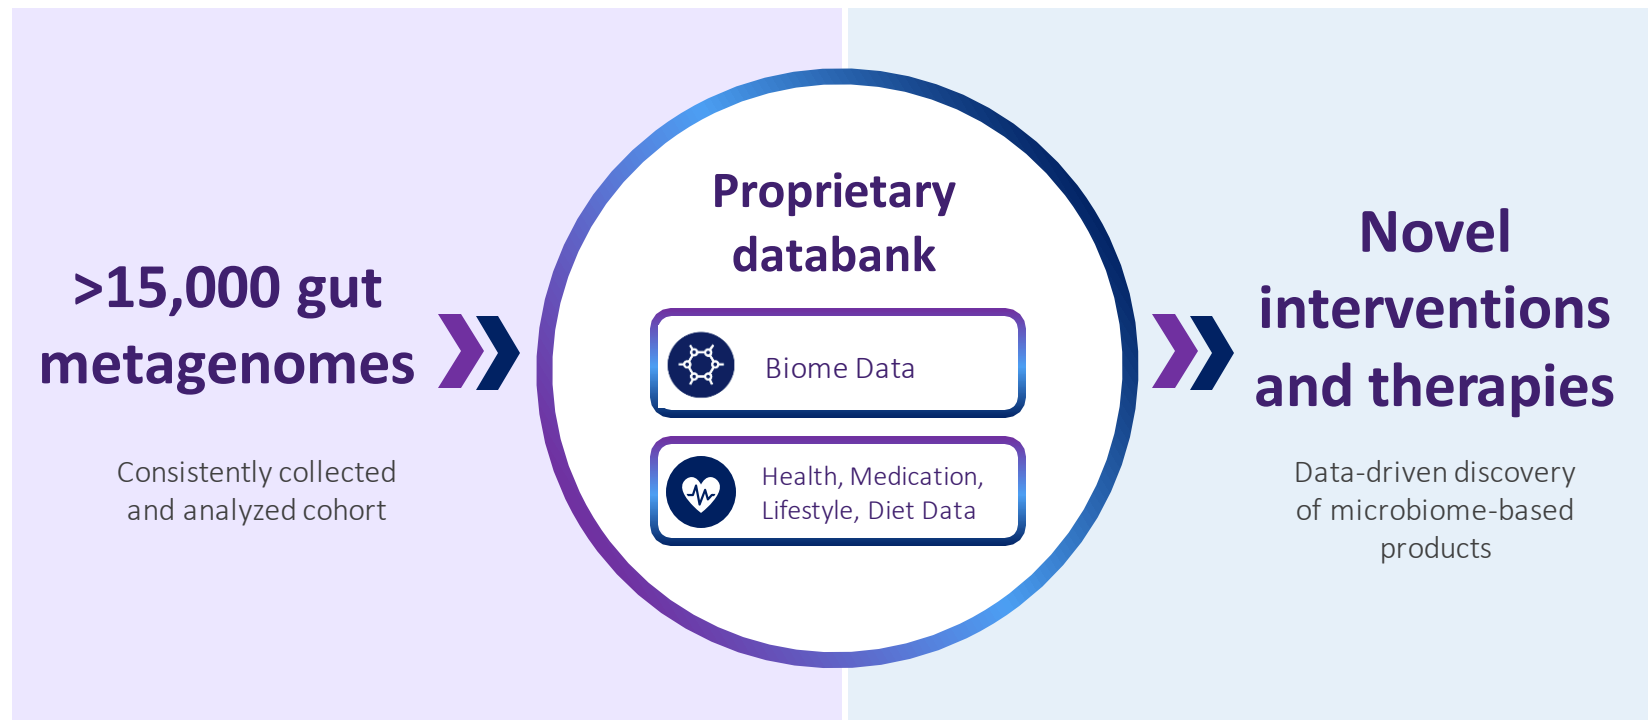 >15,000 gut
metagenomes
Consistently collected
and analyzed cohort
Proprietary
databank
Biome Data
Health, Medication,
Lifestyle, Diet Data
Novel
interventions
and therapies
Data-driven discovery
of microbiome-based
products